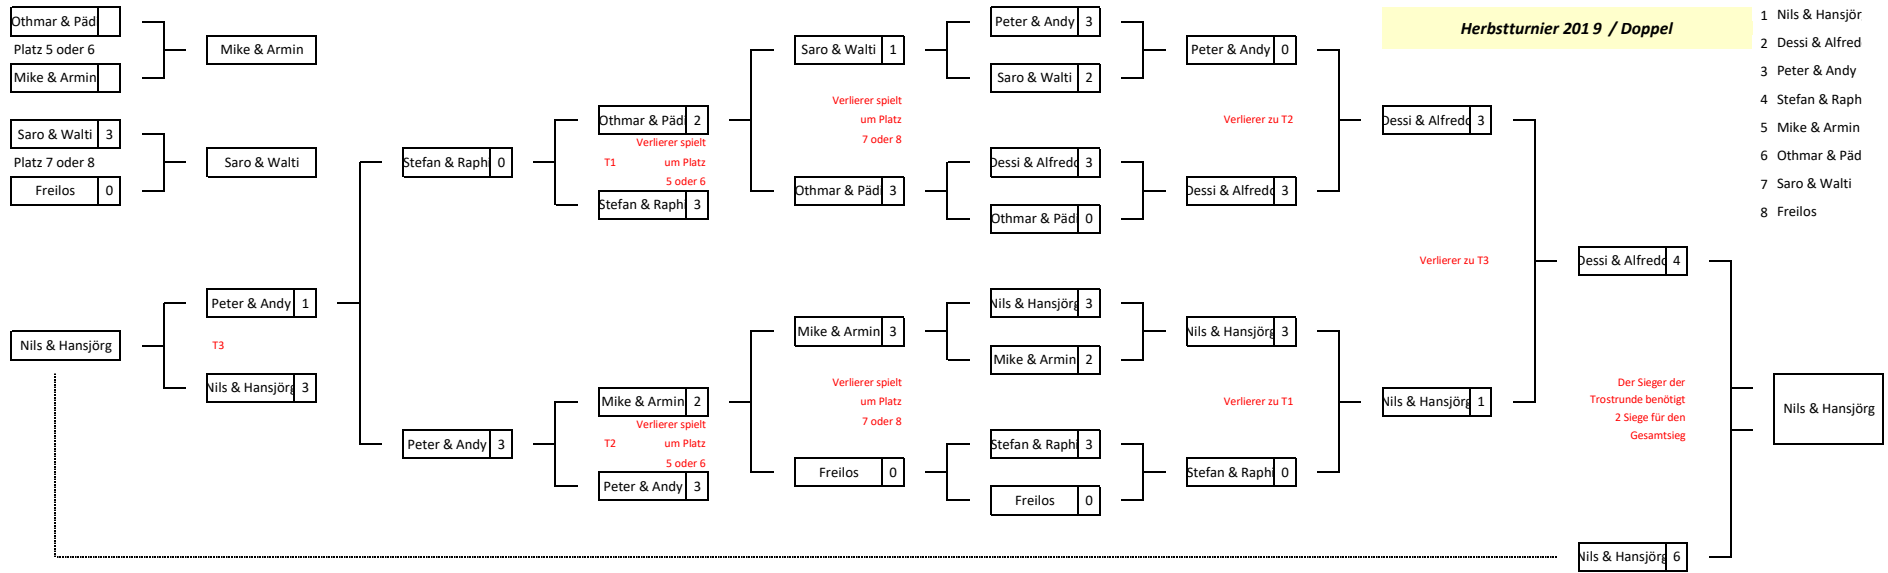 Herbstturnier 2019 / Doppel
1 Nils & Hansjör
2 Dessi & Alfred
3 Peter & Andy
4 Stefan & Raph
5 Mike & Armin
6 Othmar & Päd
7 Saro & Walti
8 Freilos
Othmar & Päd
Platz 5 oder 6
Mike & Armin
Mike & Armin
Saro & Walti 3
Platz 7 oder 8
Freilos 0
Saro & Walti
Nils & Hansjörg
Peter & Andy 1
T3
Nils & Hansjörg 3
Stefan & Raphi 0
Peter & Andy 3
Othmar & Pädi 2
Verlierer spielt
T1 um Platz
5 oder 6
Stefan & Raphi 3
Mike & Armin 2
Verlierer spielt
T2 um Platz
5 oder 6
Peter & Andy 3
Saro & Walti 1
Verlierer spielt
um Platz
7 oder 8
Othmar & Pädi 3
Mike & Armin 3
Verlierer spielt
um Platz
7 oder 8
Freilos 0
Peter & Andy 3
Saro & Walti 2
Dessi & Alfredo 3
Othmar & Pädi 0
Nils & Hansjörg 3
Mike & Armin 2
Stefan & Raphi 3
Freilos 0
Peter & Andy 0
Verlierer zu T2
Dessi & Alfredo 3
Nils & Hansjörg 3
Verlierer zu T1
Stefan & Raphi 0
Dessi & Alfredo 3
Verlierer zu T3
Nils & Hansjörg 1
Dessi & Alfredo 4
Der Sieger der
Trostrunde benötigt
2 Siege für den
Gesamtsieg
Nils & Hansjörg 6
Nils & Hansjörg